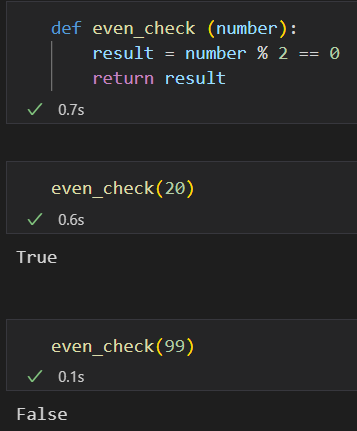 def even_check (number):
    result = number % 2 == 0
    return result
✓ 0.7s
even_check(20)
✓ 0.6s
True
even_check(99)
✓ 0.1s
False